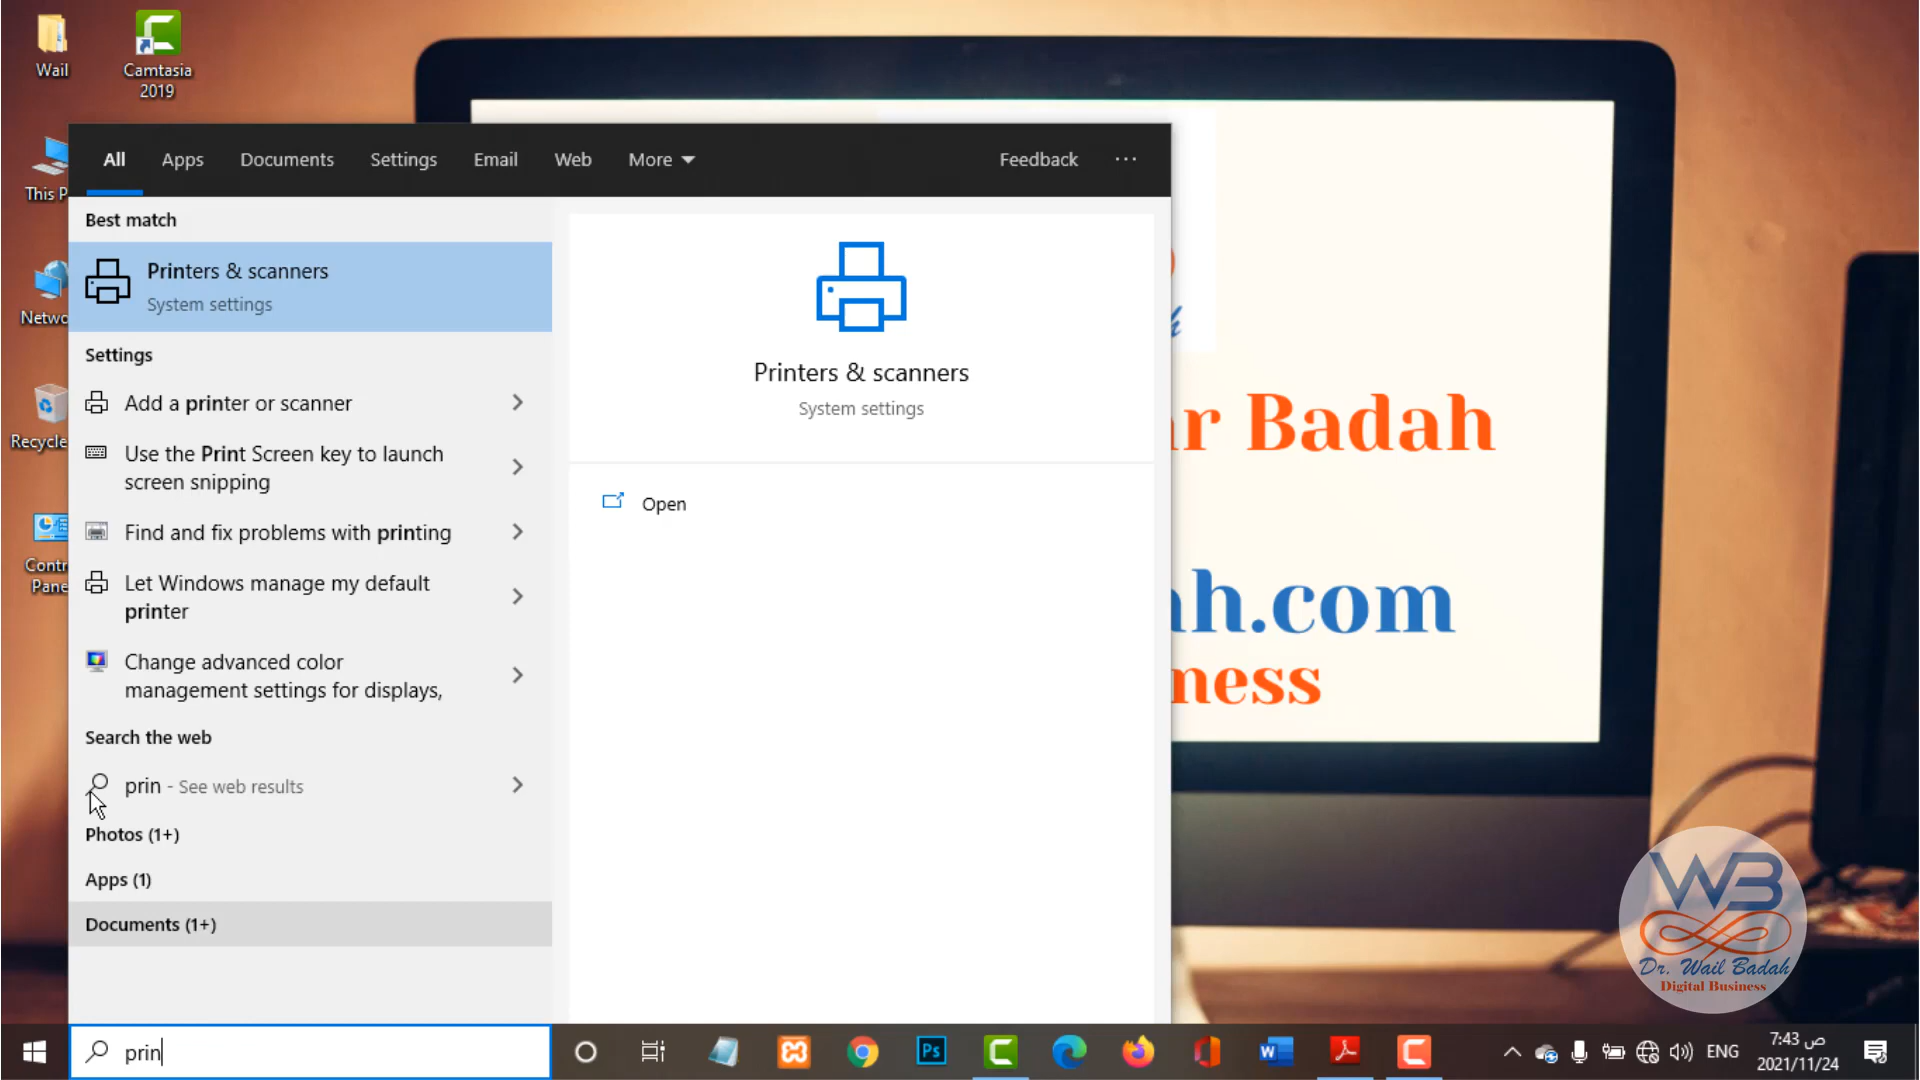 Wail
Camtasia
2019
This P
Netwo
Recycle
Contr
Pane
All
Apps
Documents
Settings
Email
Web
More
Feedback
Best match
Printers & scanners
System settings
Settings
Add a printer or scanner
Use the Print Screen key to launch
screen snipping
Find and fix problems with printing
Let Windows manage my default
printer
Change advanced color
management settings for displays,
Search the web
prin - See web results
Photos (1+)
Apps (1)
Documents (1+)
Printers & scanners
System settings
Open
ar Badah
ah.com
ness
WB
Dr. Wail Badah
Digital Business
prin
Ps
ENG
7:43 ص
2021/11/24